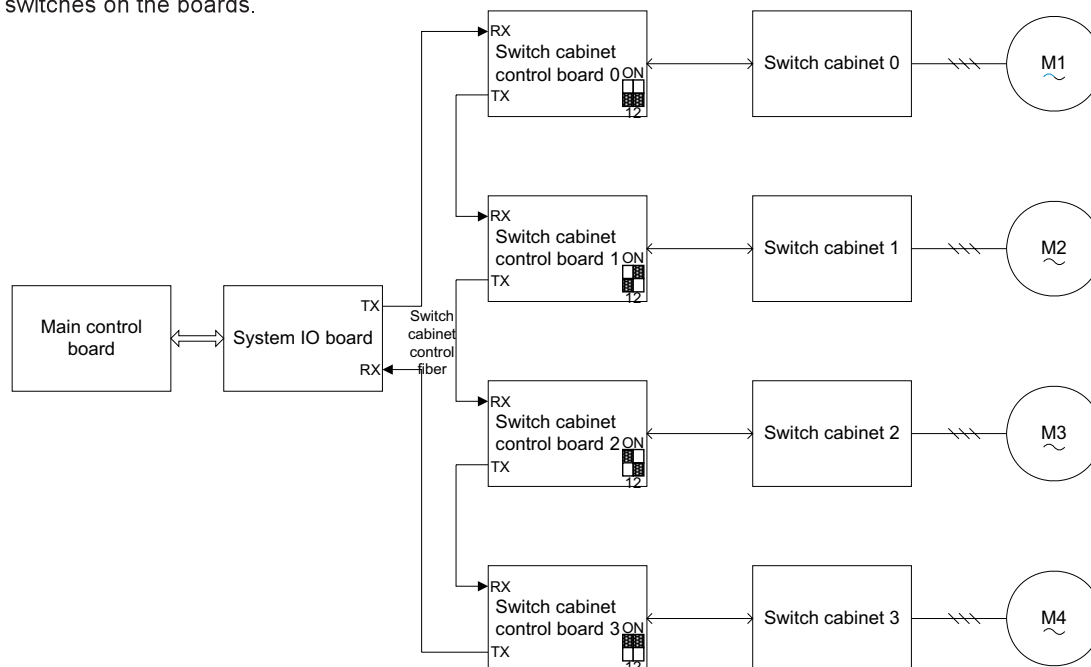 switches on the boards.
RX
Switch cabinet
control board 0
ON
TX
12
Switch cabinet 0
M1
RX
Switch cabinet
control board 1
ON
TX
12
Switch cabinet 1
M2
Main control
board
System IO board
TX
RX
Switch
cabinet
control
fiber
RX
Switch cabinet
control board 2
ON
TX
12
Switch cabinet 2
M3
RX
Switch cabinet
control board 3
ON
TX
12
Switch cabinet 3
M4